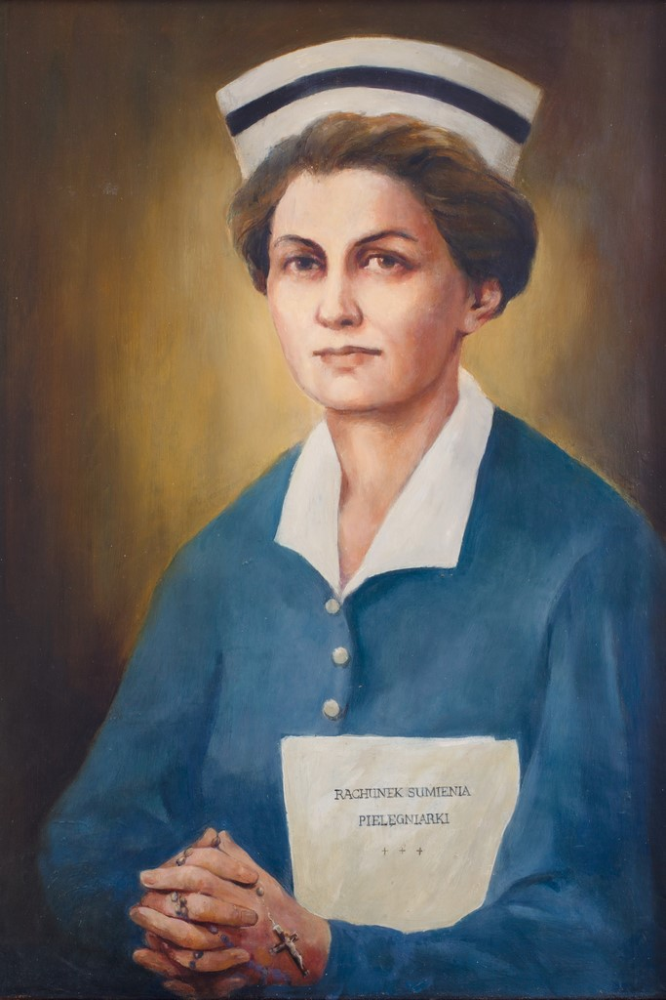 RACHUNEK SUMIENIA
PIELĘGNIARKI
+ + +